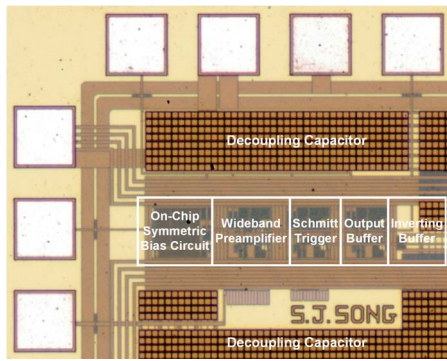 Decoupling Capacitor
On-Chip
Symmetric
Bias Circuit
Wideband
Preamplifier
Schmitt
Trigger
Output
Buffer
Inverting
Buffer
S.J.SONG
Decoupling Capacitor